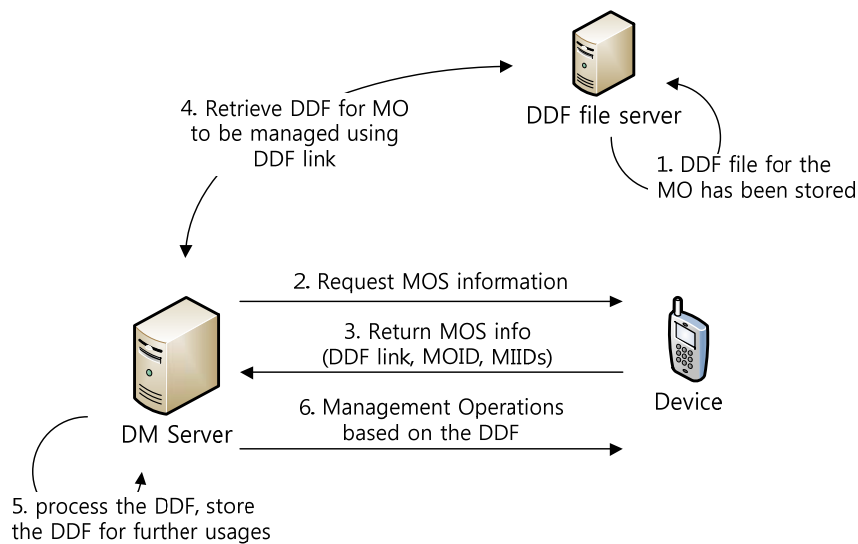 4. Retrieve DDF for MO
to be managed using
DDF link
DDF file server
1. DDF file for the
MO has been stored
2. Request MOS information
3. Return MOS info
(DDF link, MOID, MIIDs)
6. Management Operations
based on the DDF
Device
DM Server
5. process the DDF, store
the DDF for further usages